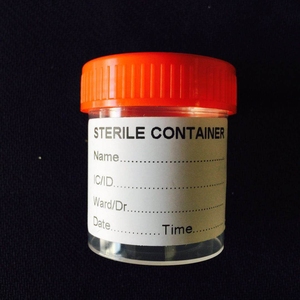 STERILE CONTAINER
Name......................
IC/ID.......................
Ward/Dr...................
Date............Time........